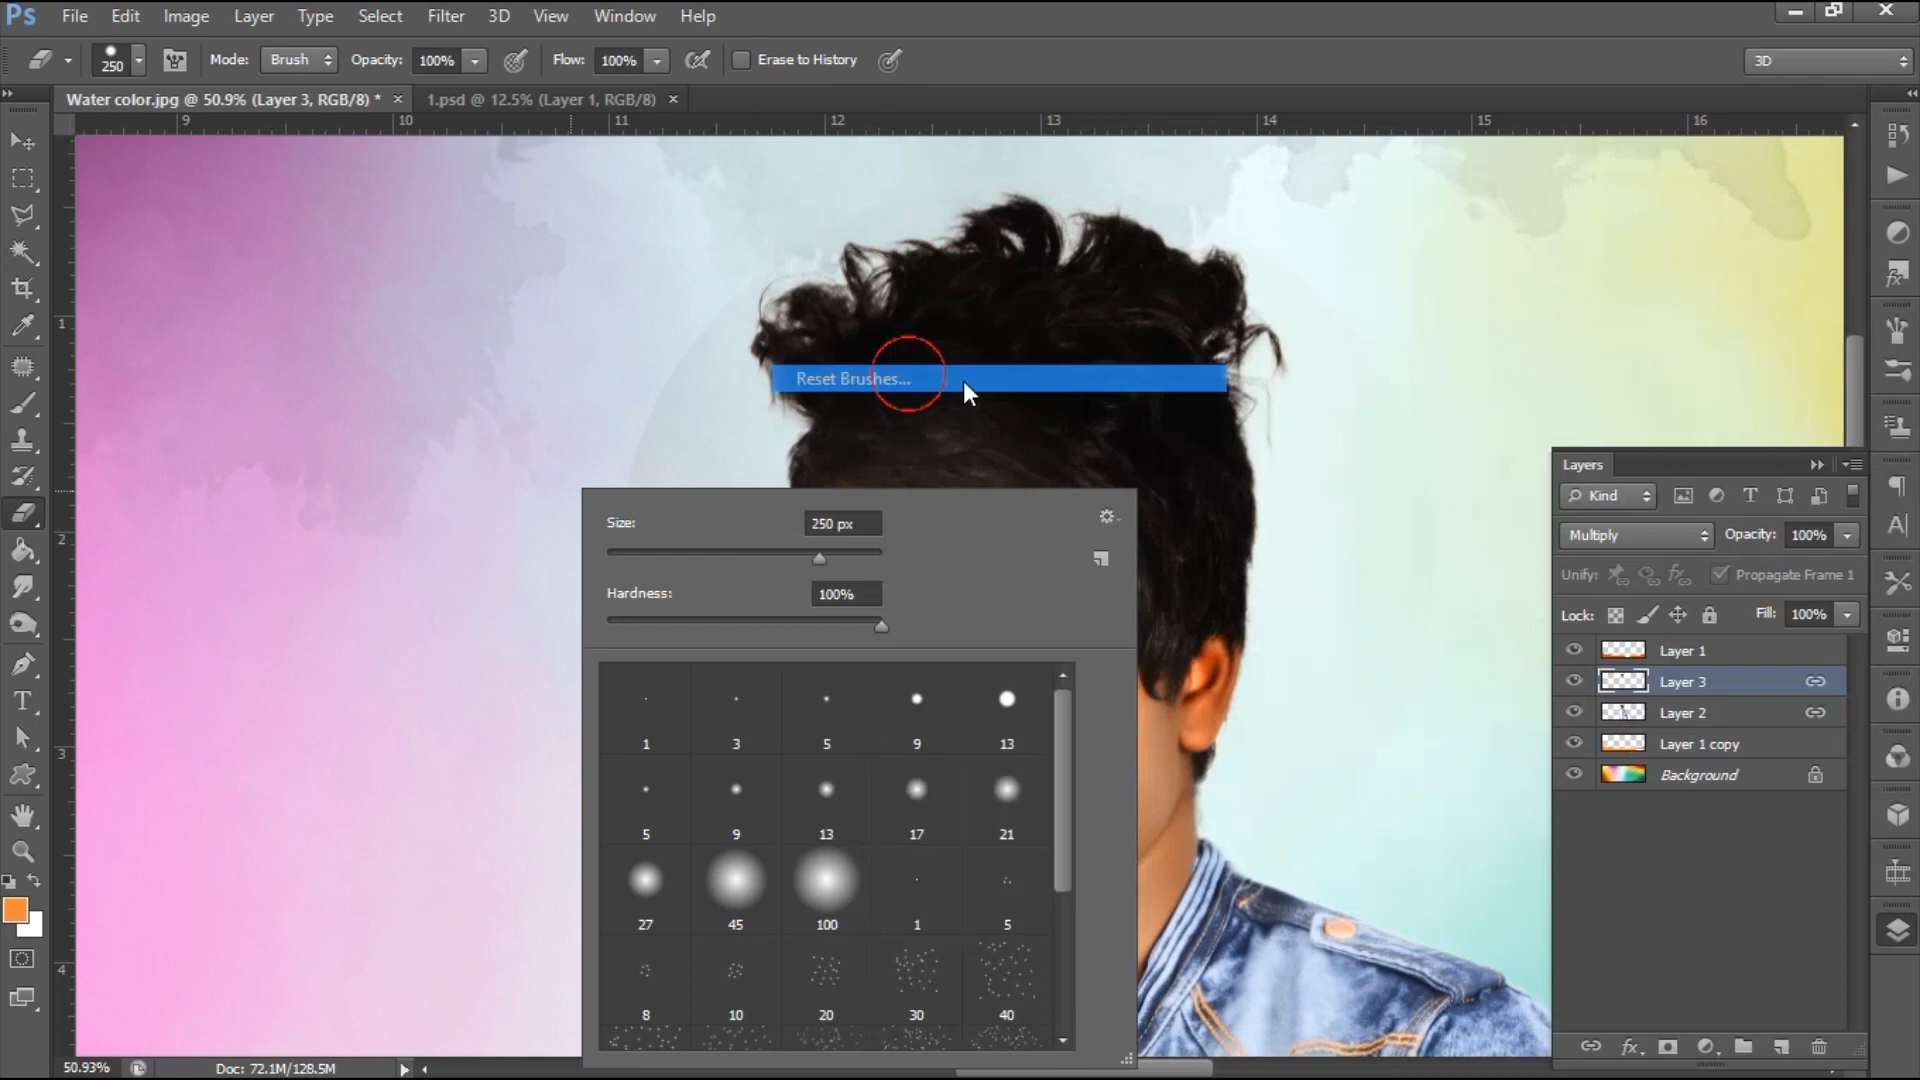 Ps File Edit Image Layer Type Select Filter 3D View Window Help
250 Mode: Brush Opacity: 100% Flow: 100% Erase to History 3D
Water color.jpg @ 50.9% (Layer 3, RGB/8) * × 1.psd @ 12.5% (Layer 1, RGB/8) ×
9 10 11 12 13 14 15 16
1
Reset Brushes...
Layers
Kind
Size: 250 px
2
Multiply Opacity: 100%
Unify: Propagate Frame 1
Hardness: 100%
Lock: Fill: 100%
Layer 1
Layer 3
Layer 2
1 3 5 9 13
Layer 1 copy
3
Background
5 9 13 17 21
27 45 100 1 5
4
8 10 20 30 40
50.93% Doc: 72.1M/128.5M